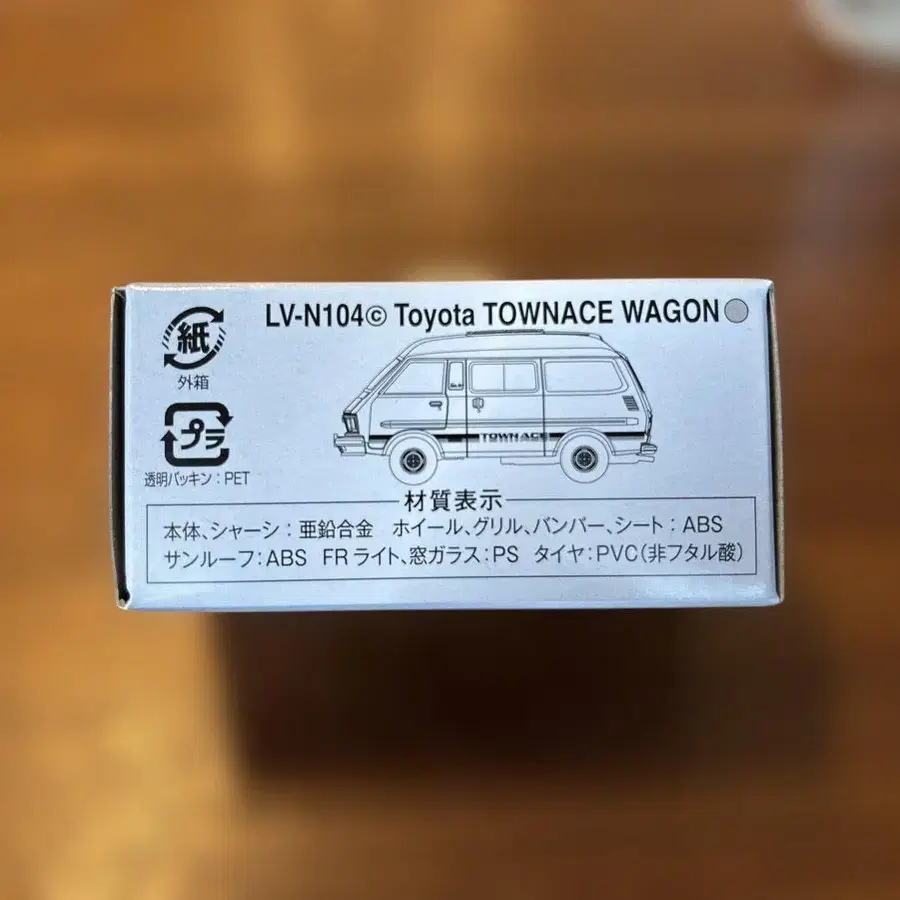 LV-N104© Toyota TOWNACE WAGON
紙
外箱
プラ
透明パッキン：PET
TOWNACE
材質表示
本体、シャーシ：亜鉛合金 ホイール、グリル、バンパー、シート：ABS
サンルーフ：ABS FRライト、窓ガラス：PS タイヤ：PVC（非フタル酸）